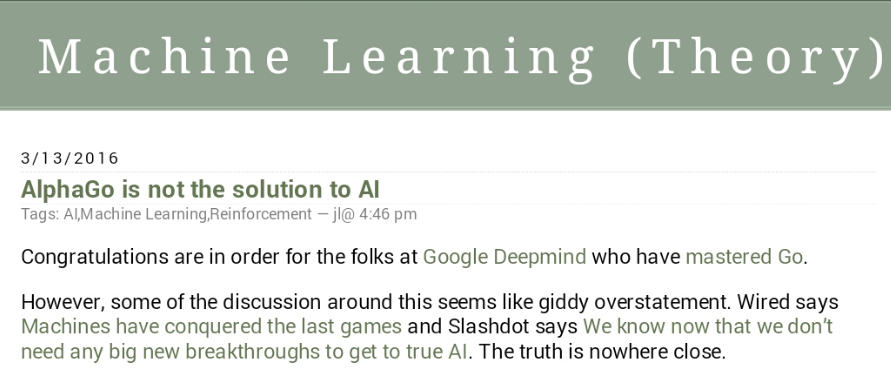 Machine Learning (Theory)
3/13/2016
AlphaGo is not the solution to AI
Tags: AI,Machine Learning,Reinforcement — jl@ 4:46 pm
Congratulations are in order for the folks at Google Deepmind who have mastered Go.
However, some of the discussion around this seems like giddy overstatement. Wired says
Machines have conquered the last games and Slashdot says We know now that we don’t
need any big new breakthroughs to get to true AI. The truth is nowhere close.